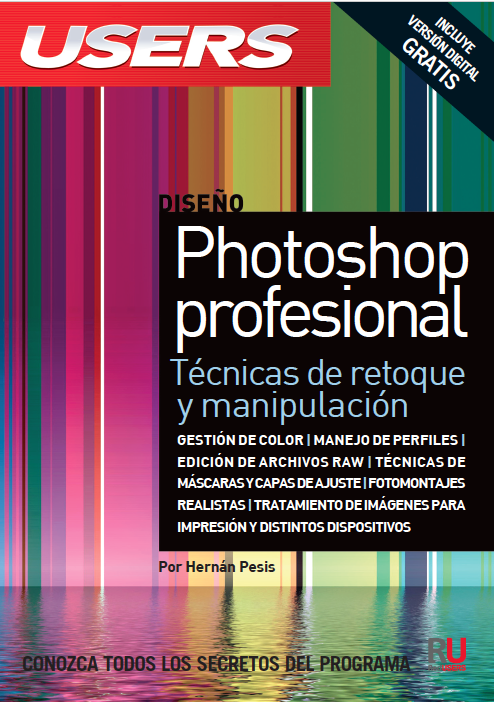 USERS
INCLUYE
VERSIÓN DIGITAL
GRATIS
DISEÑO
Photoshop
profesional
Técnicas de retoque
y manipulación
GESTIÓN DE COLOR | MANEJO DE PERFILES |
EDICIÓN DE ARCHIVOS RAW | TÉCNICAS DE
MÁSCARAS Y CAPAS DE AJUSTE | FOTOMONTAJES
REALISTAS | TRATAMIENTO DE IMÁGENES PARA
IMPRESIÓN Y DISTINTOS DISPOSITIVOS
Por Hernán Pesis
CONOZCA TODOS LOS SECRETOS DEL PROGRAMA
RU